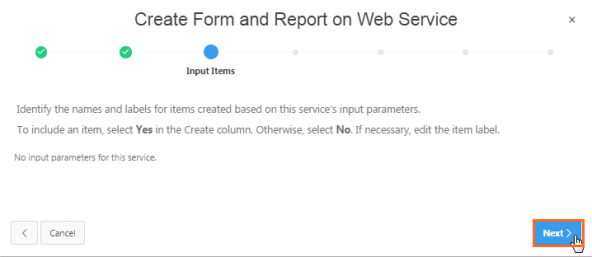 Create Form and Report on Web Service
×
Input Items
Identify the names and labels for items created based on this service's input parameters.
To include an item, select Yes in the Create column. Otherwise, select No. If necessary, edit the item label.
No input parameters for this service.
< Cancel Next >